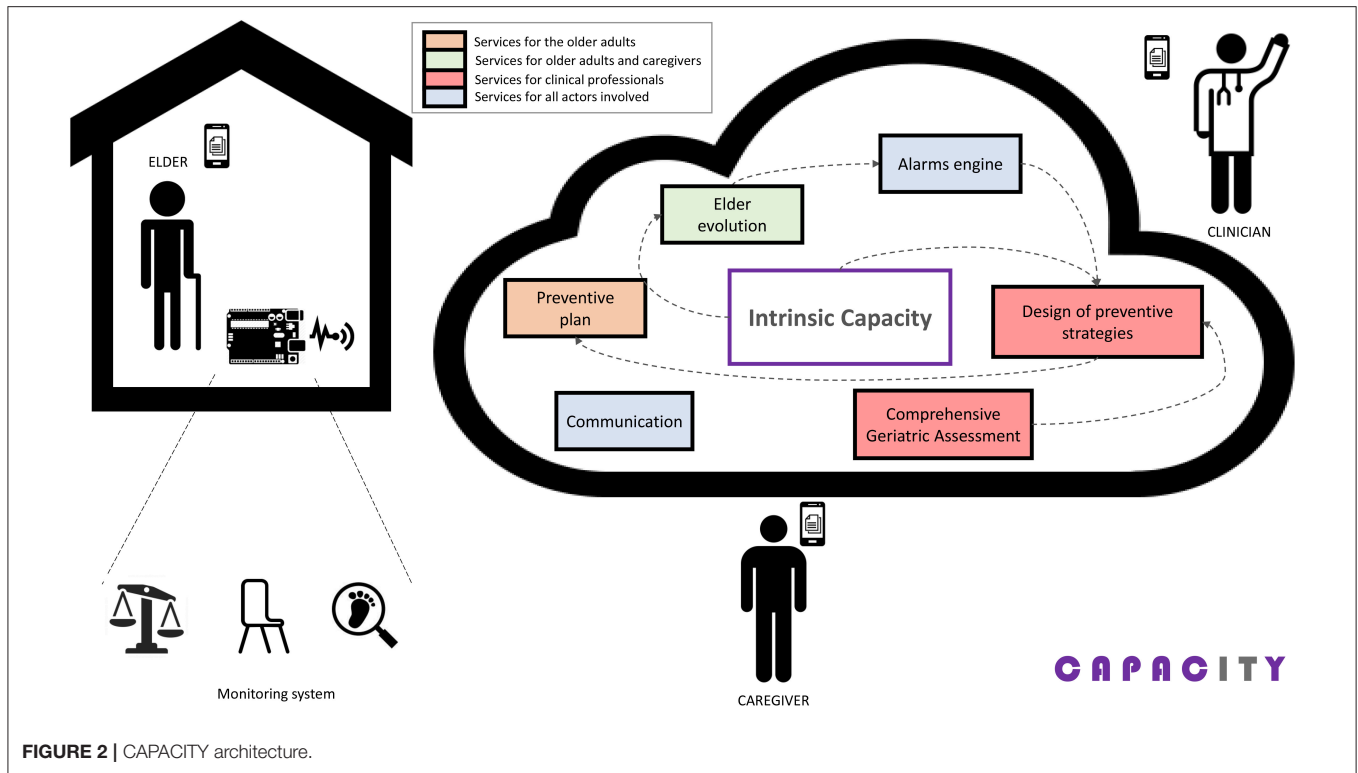 Services for the older adults
Services for older adults and caregivers
Services for clinical professionals
Services for all actors involved
ELDER
Alarms engine
Elder
evolution
CLINICIAN
Preventive
plan
Intrinsic Capacity
Design of preventive
strategies
Communication
Comprehensive
Geriatric Assessment
Monitoring system
CAREGIVER
CAPACITY
FIGURE 2 | CAPACITY architecture.